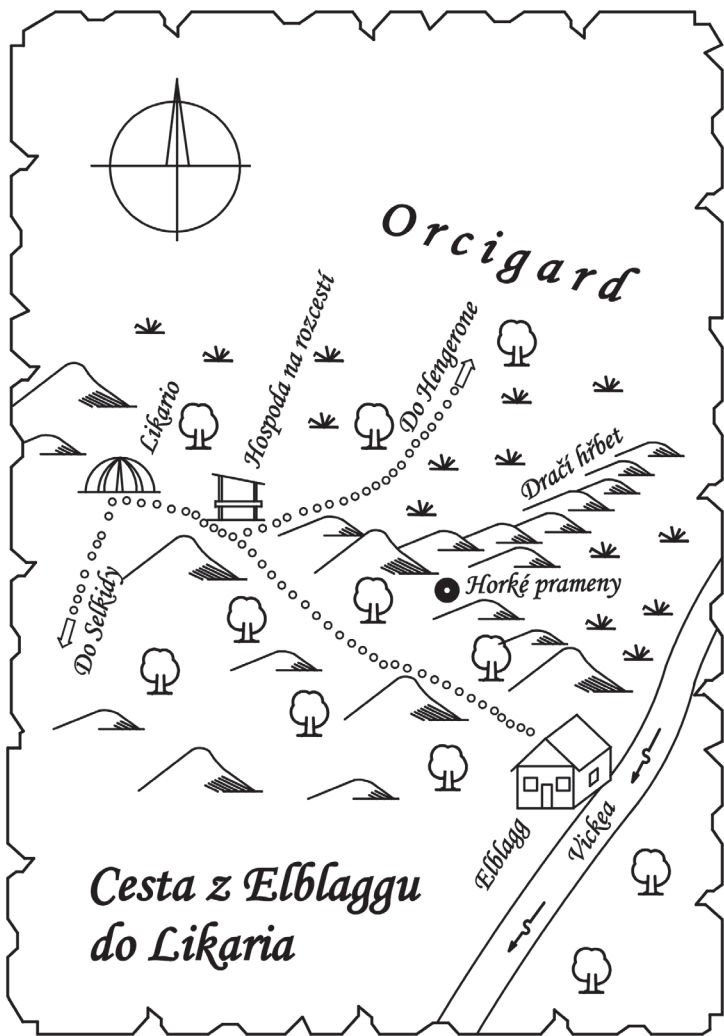 Orcigard
Likario
Hospoda na rozcestí
Do Hengerone
Dračí hřbet
Horké prameny
Do Selkidy
Elblagg
Vickea
Cesta z Elblaggu
do Likaria